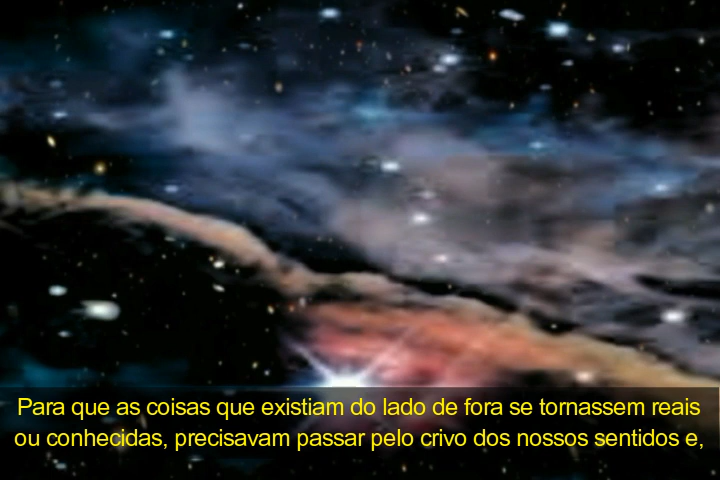 Para que as coisas que existiam do lado de fora se tornassem reais
ou conhecidas, precisavam passar pelo crivo dos nossos sentidos e,